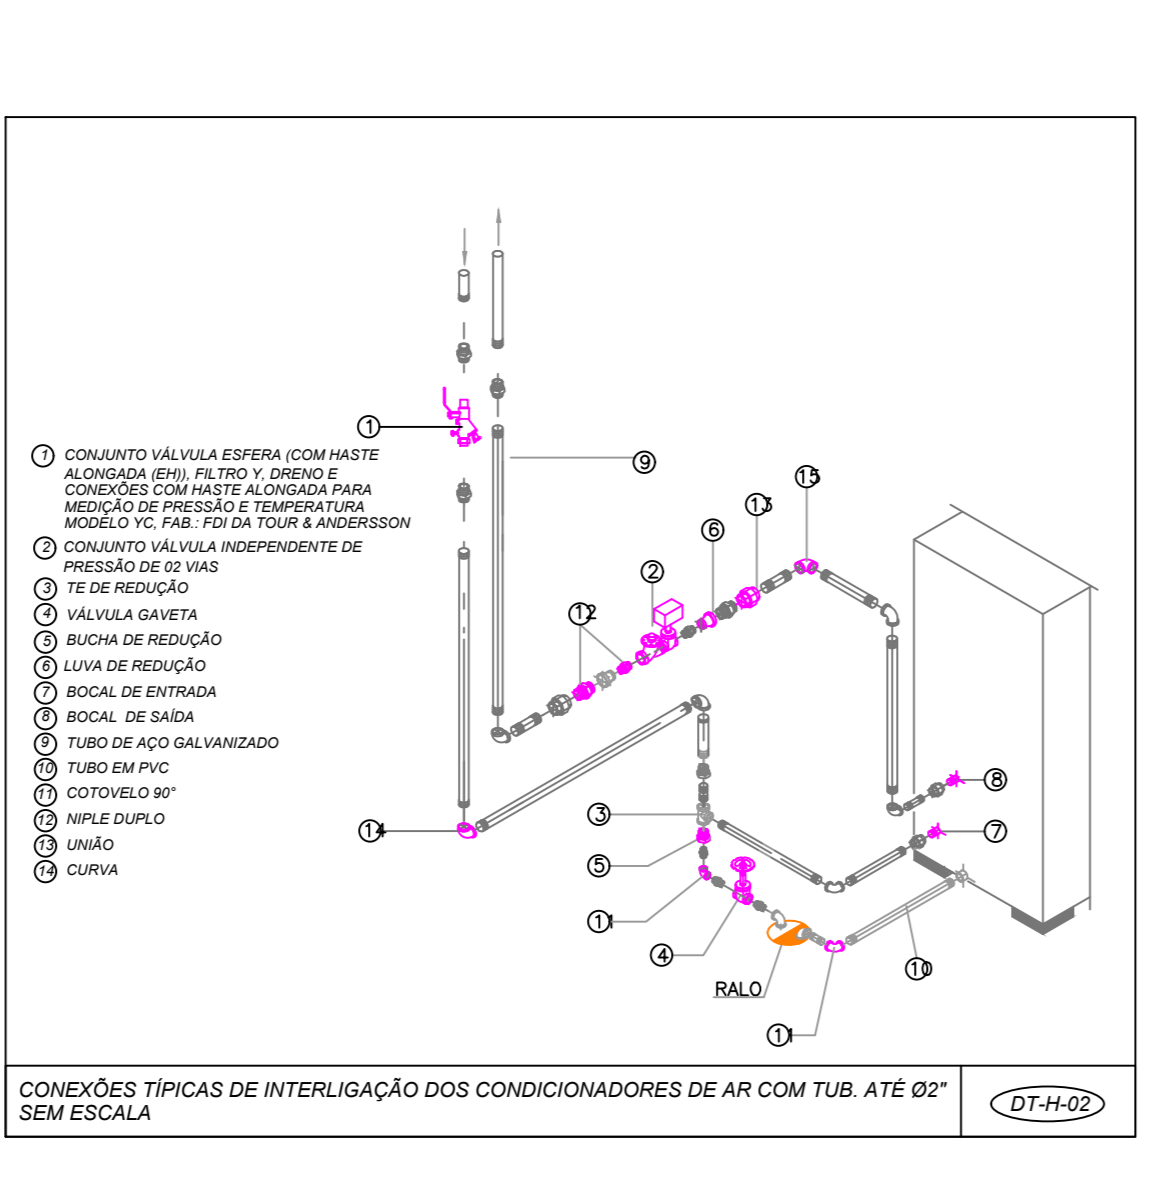 1 CONJUNTO VÁLVULA ESFERA (COM HASTE
ALONGADA (EH)), FILTRO Y, DRENO E
CONEXÕES COM HASTE ALONGADA PARA
MEDIÇÃO DE PRESSÃO E TEMPERATURA
MODELO YC, FAB.: FDI DA TOUR & ANDERSSON
2 CONJUNTO VÁLVULA INDEPENDENTE DE
PRESSÃO DE 02 VIAS
3 TE DE REDUÇÃO
4 VÁLVULA GAVETA
5 BUCHA DE REDUÇÃO
6 LUVA DE REDUÇÃO
7 BOCAL DE ENTRADA
8 BOCAL DE SAÍDA
9 TUBO DE AÇO GALVANIZADO
10 TUBO EM PVC
11 COTOVELO 90°
12 NIPLE DUPLO
13 UNIÃO
14 CURVA
1
9
15
13
6
2
12
14
3
5
11
4
8
7
10
RALO
11
CONEXÕES TÍPICAS DE INTERLIGAÇÃO DOS CONDICIONADORES DE AR COM TUB. ATÉ Ø2"
SEM ESCALA
DT-H-02